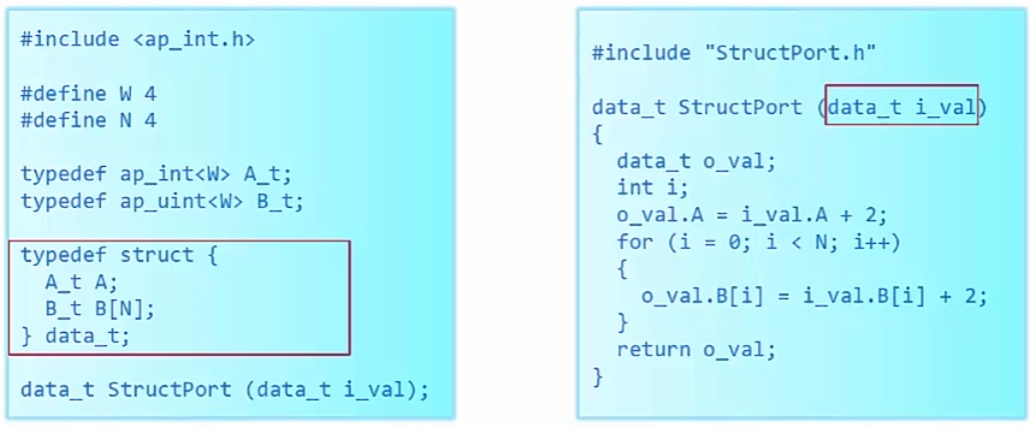 #include <ap_int.h>
#define W 4
#define N 4
typedef ap_int<W> A_t;
typedef ap_uint<W> B_t;
typedef struct {
  A_t A;
  B_t B[N];
} data_t;
data_t StructPort (data_t i_val);
#include "StructPort.h"
data_t StructPort (data_t i_val)
{
  data_t o_val;
  int i;
  o_val.A = i_val.A + 2;
  for (i = 0; i < N; i++)
  {
    o_val.B[i] = i_val.B[i] + 2;
  }
  return o_val;
}